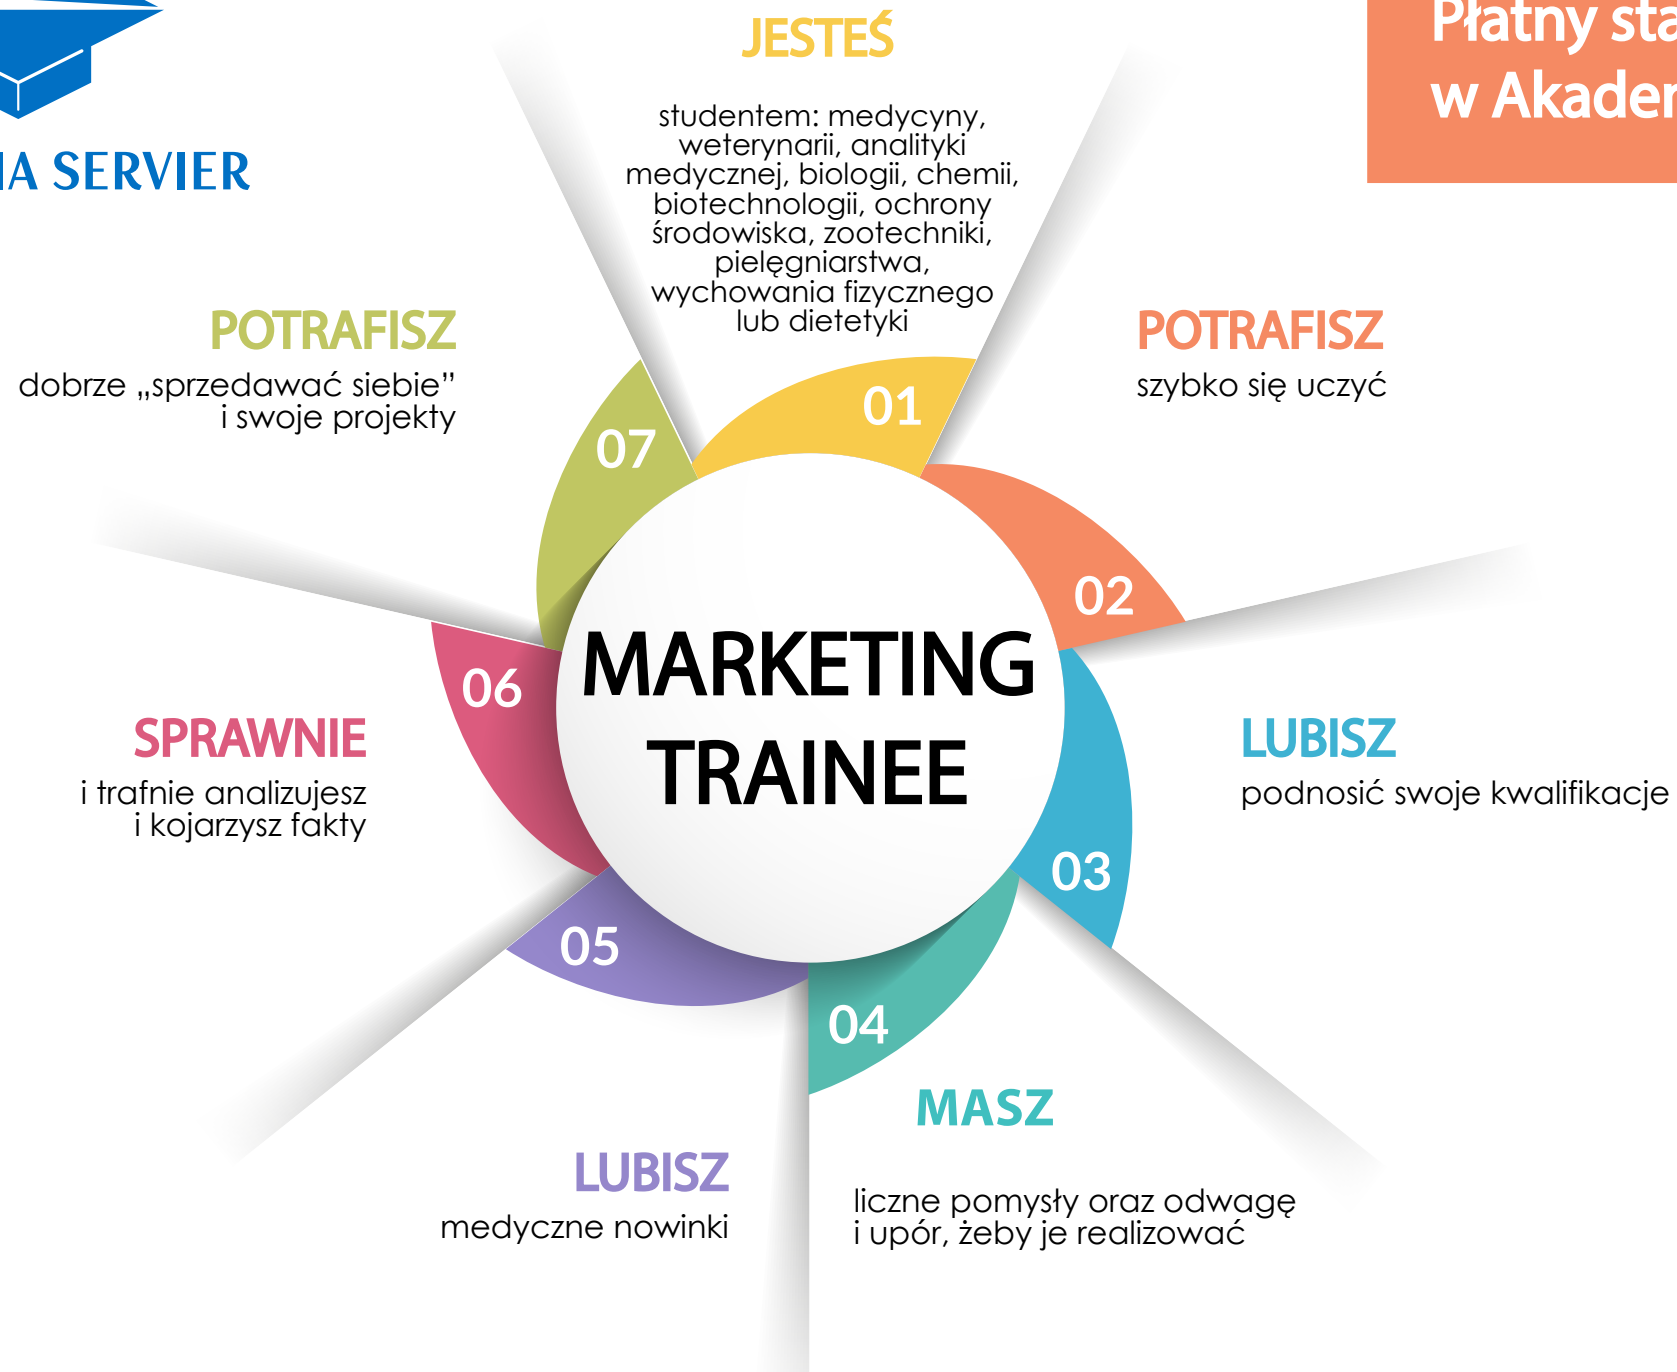 SERVIER
Płatny
w
JESTEŚ
studentem: medycyny,
weterynarii, analityki
medycznej, biologii, chemii,
biotechnologii, ochrony
środowiska, zootechniki,
pielęgniarstwa,
wychowania fizycznego
lub dietetyki
01
POTRAFISZ
szybko się uczyć
02
LUBISZ
podnosić swoje kwalifikacje
03
MASZ
liczne pomysły oraz odwagę
i upór, żeby je realizować
04
LUBISZ
medyczne nowinki
05
SPRAWNIE
i trafnie analizujesz
i kojarzysz fakty
06
POTRAFISZ
dobrze „sprzedawać siebie”
i swoje projekty
07
MARKETING
TRAINEE